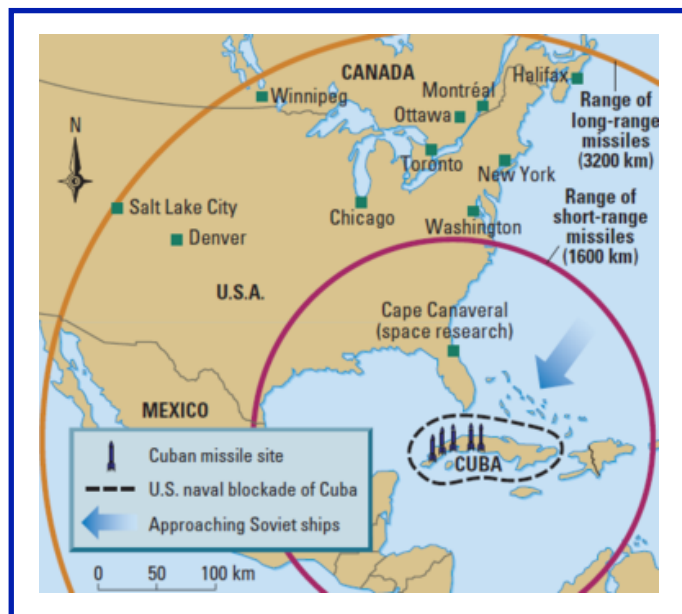 CANADA
Halifax
Montréal
Winnipeg
Ottawa
Range of
long-range
missiles
(3200 km)
N
Toronto
New York
Range of
short-range
missiles
(1600 km)
Salt Lake City
Chicago
Washington
Denver
U.S.A.
Cape Canaveral
(space research)
MEXICO
CUBA
Cuban missile site
U.S. naval blockade of Cuba
Approaching Soviet ships
0 50 100 km